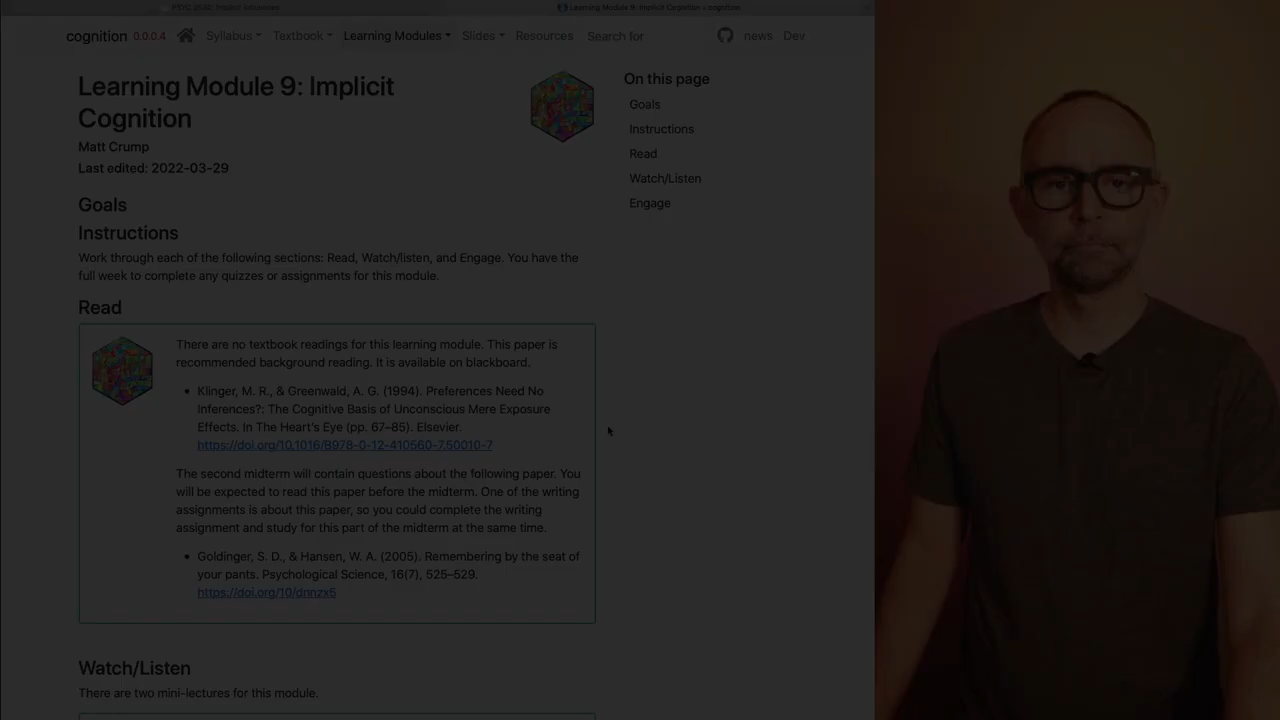 PSYC 2530: Implicit Influences
Learning Module 9: Implicit Cognition • cognition
cognition 0.0.0.4 Syllabus Textbook Learning Modules Slides Resources Search for news Dev
Learning Module 9: Implicit
Cognition
Matt Crump
Last edited: 2022-03-29
Goals
Instructions
Work through each of the following sections: Read, Watch/listen, and Engage. You have the
full week to complete any quizzes or assignments for this module.
Read
There are no textbook readings for this learning module. This paper is
recommended background reading. It is available on blackboard.
• Klinger, M. R., & Greenwald, A. G. (1994). Preferences Need No
Inferences?: The Cognitive Basis of Unconscious Mere Exposure
Effects. In The Heart's Eye (pp. 67–85). Elsevier.
https://doi.org/10.1016/B978-0-12-410560-7.50010-7
The second midterm will contain questions about the following paper. You
will be expected to read this paper before the midterm. One of the writing
assignments is about this paper, so you could complete the writing
assignment and study for this part of the midterm at the same time.
• Goldinger, S. D., & Hansen, W. A. (2005). Remembering by the seat of
your pants. Psychological Science, 16(7), 525–529.
https://doi.org/10/dnnzx5
Watch/Listen
There are two mini-lectures for this module.
On this page
Goals
Instructions
Read
Watch/Listen
Engage